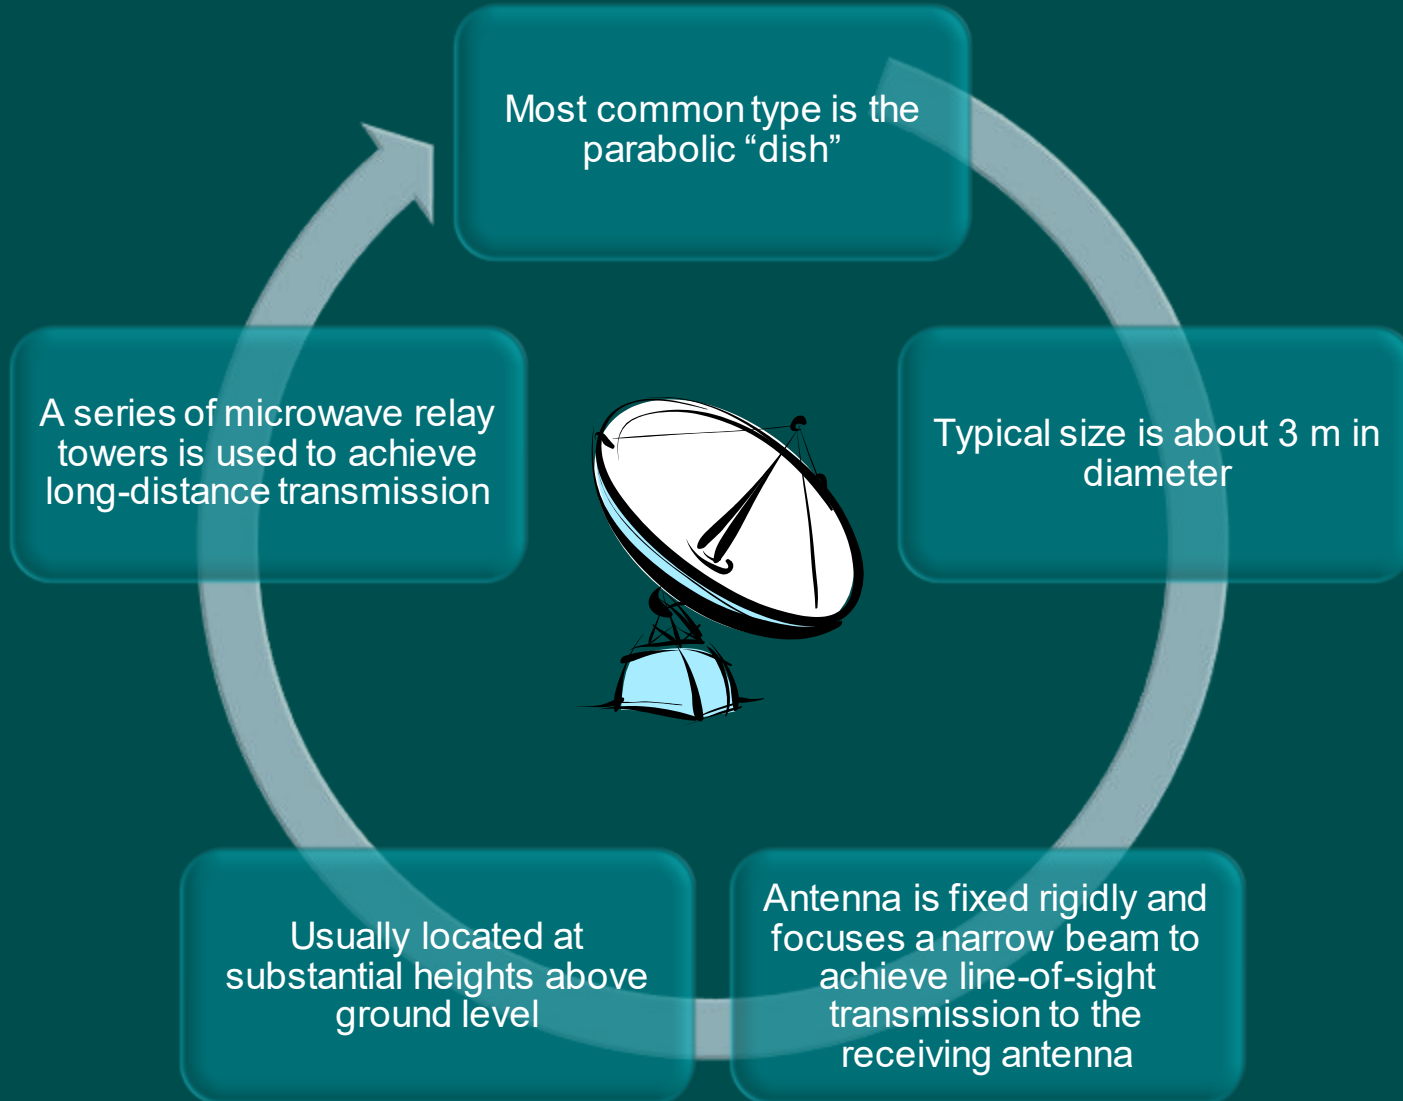 Most common type is the
parabolic “dish”
Typical size is about 3 m in
diameter
Antenna is fixed rigidly and
focuses a narrow beam to
achieve line-of-sight
transmission to the
receiving antenna
Usually located at
substantial heights above
ground level
A series of microwave relay
towers is used to achieve
long-distance transmission